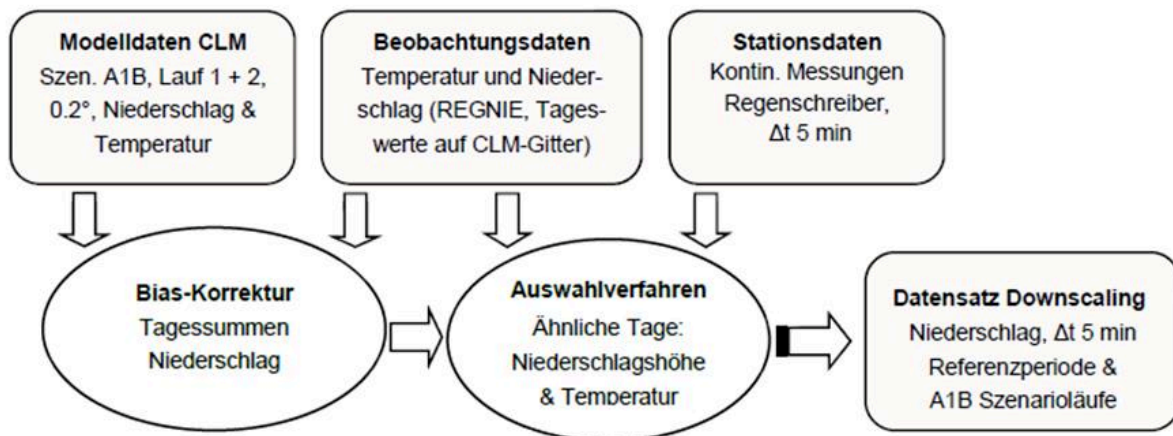 Modelldaten CLM
Szen. A1B, Lauf 1 + 2,
0.2°, Niederschlag &
Temperatur
Beobachtungsdaten
Temperatur und Nieder-
schlag (REGNIE, Tages-
werte auf CLM-Gitter)
Stationsdaten
Kontin. Messungen
Regenschreiber,
Δt 5 min
Bias-Korrektur
Tagessummen
Niederschlag
Auswahlverfahren
Ähnliche Tage:
Niederschlagshöhe
& Temperatur
Datensatz Downscaling
Niederschlag, Δt 5 min
Referenzperiode &
A1B Szenarioläufe